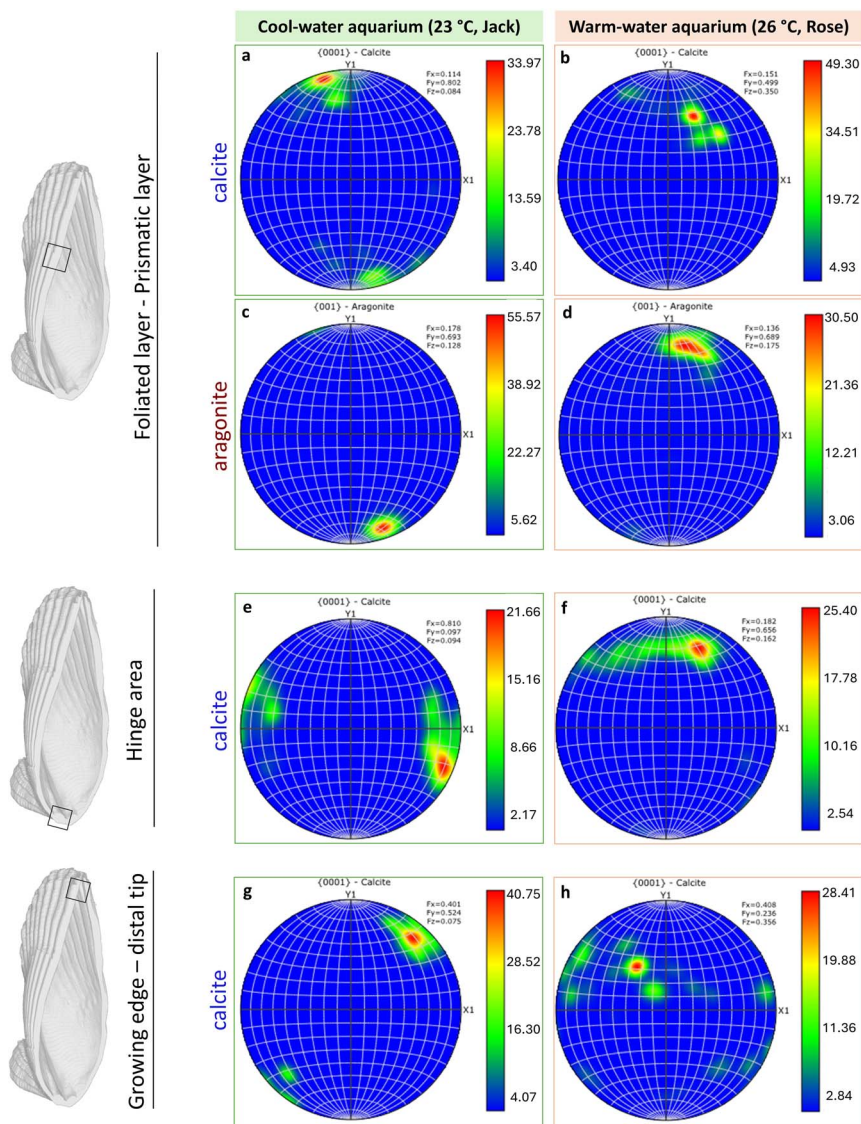 Cool-water aquarium (23 °C, Jack)
Warm-water aquarium (26 °C, Rose)
Foliated layer - Prismatic layer
calcite
a
{0001} - Calcite
Y1
Fx=0.114
Fy=0.802
Fz=0.084
33.97
23.78
13.59
3.40
X1
b
{0001} - Calcite
Y1
Fx=0.151
Fy=0.499
Fz=0.350
49.30
34.51
19.72
4.93
X1
aragonite
c
{001} - Aragonite
Y1
Fx=0.178
Fy=0.693
Fz=0.128
55.57
38.92
22.27
5.62
X1
d
{001} - Aragonite
Y1
Fx=0.136
Fy=0.689
Fz=0.175
30.50
21.36
12.21
3.06
X1
Hinge area
calcite
e
{0001} - Calcite
Y1
Fx=0.810
Fy=0.097
Fz=0.094
21.66
15.16
8.66
2.17
X1
f
{0001} - Calcite
Y1
Fx=0.182
Fy=0.656
Fz=0.162
25.40
17.78
10.16
2.54
X1
Growing edge – distal tip
calcite
g
{0001} - Calcite
Y1
Fx=0.401
Fy=0.524
Fz=0.075
40.75
28.52
16.30
4.07
X1
h
{0001} - Calcite
Y1
Fx=0.408
Fy=0.236
Fz=0.356
28.41
19.88
11.36
2.84
X1